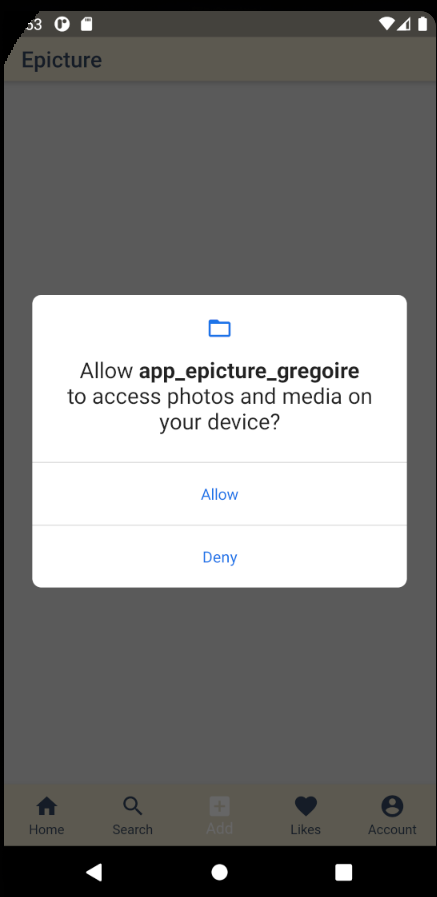 53
Epicture
Allow app_epicture_gregoire
to access photos and media on
your device?
Allow
Deny
Home
Search
Add
Likes
Account